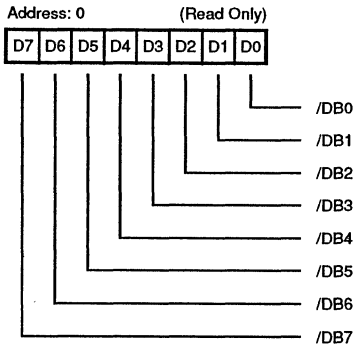 Address: 0 (Read Only)
D7 D6 D5 D4 D3 D2 D1 D0
/DB0
/DB1
/DB2
/DB3
/DB4
/DB5
/DB6
/DB7